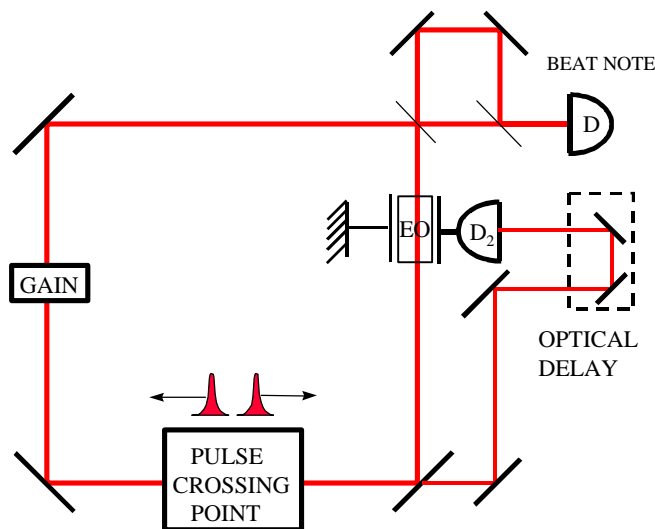 BEAT NOTE
D
EO
D2
GAIN
OPTICAL
DELAY
PULSE
CROSSING
POINT